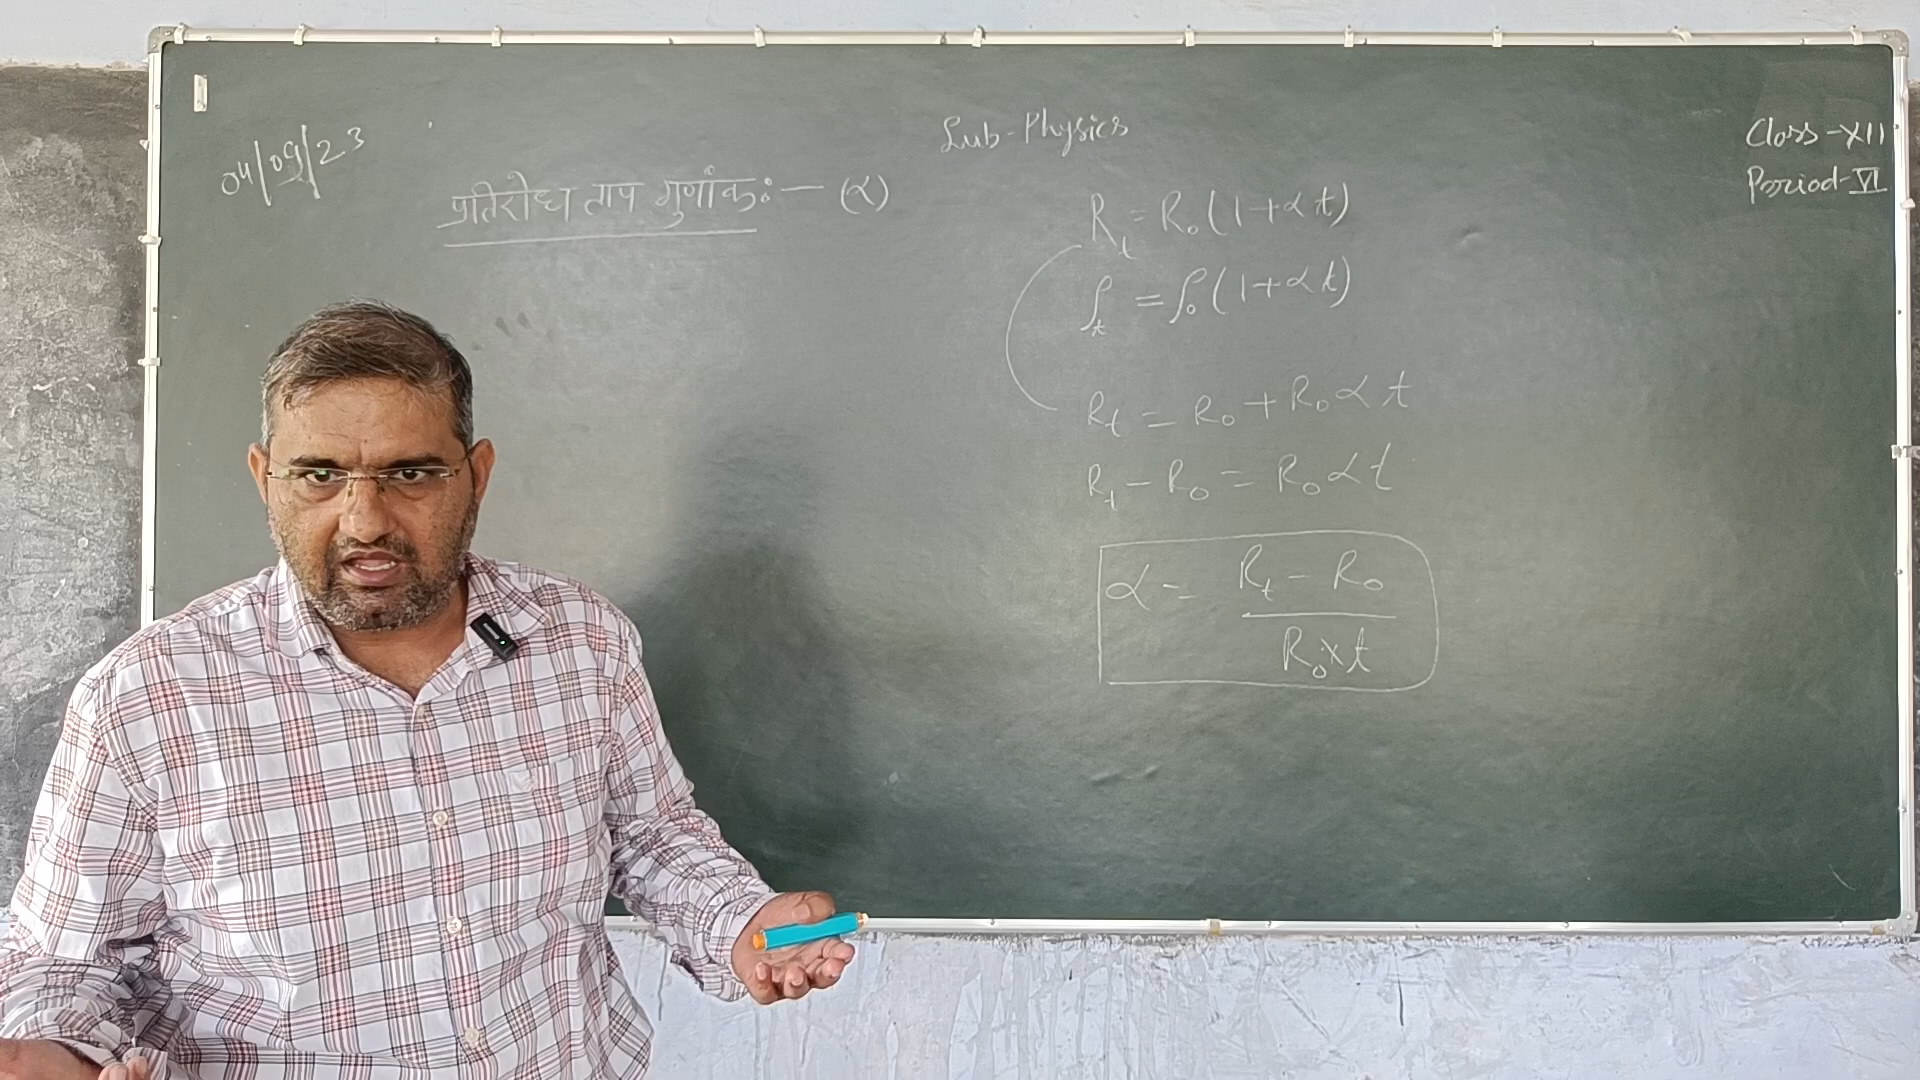 04/09/23
Sub-Physics
Class-XII
Period-VI
प्रतिरोध ताप गुणांक:— (α)
Rₜ = R₀(1+αt)
ρₜ = ρ₀(1+αt)
Rₜ = R₀ + R₀αt
Rₜ - R₀ = R₀αt
α = (Rₜ - R₀) / (R₀×t)